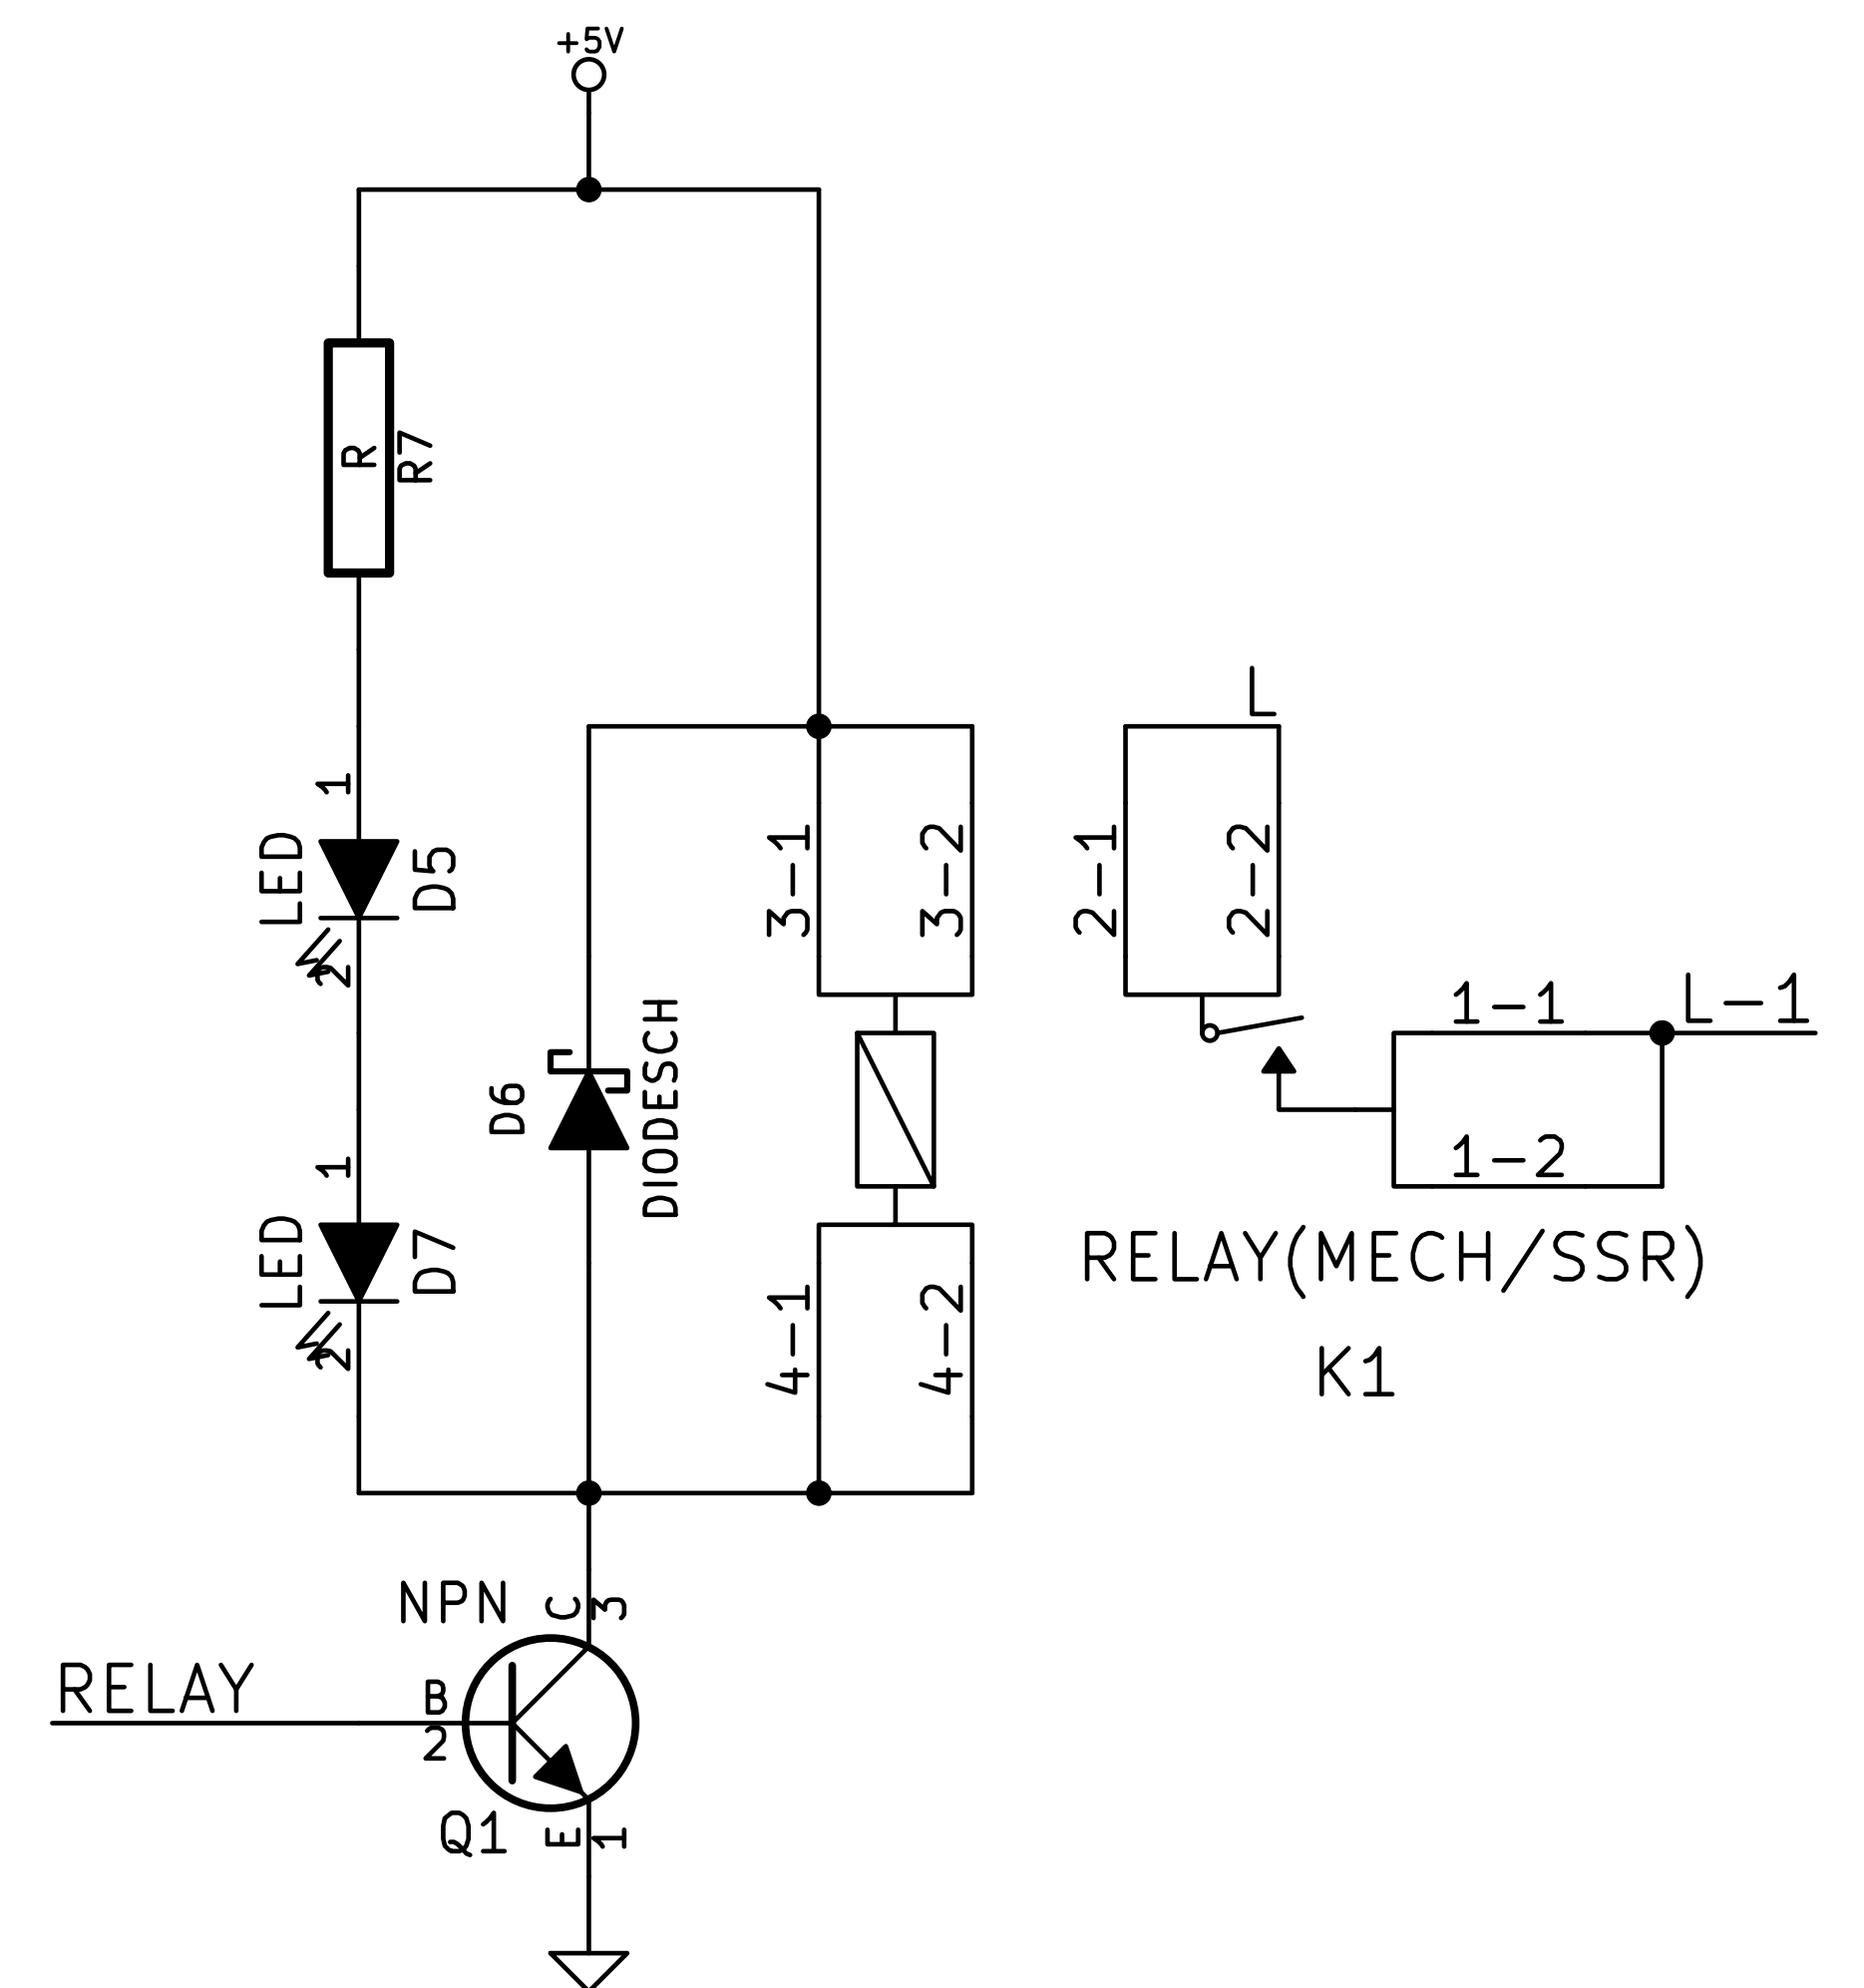 +5V
R
R7
L
1
LED
D5
2
3-1
3-2
2-1
2-2
1-1
L-1
D6
DIODESCH
1
LED
D7
2
1-2
RELAY(MECH/SSR)
4-1
4-2
K1
NPN
C
3
RELAY
B
2
Q1
E
1